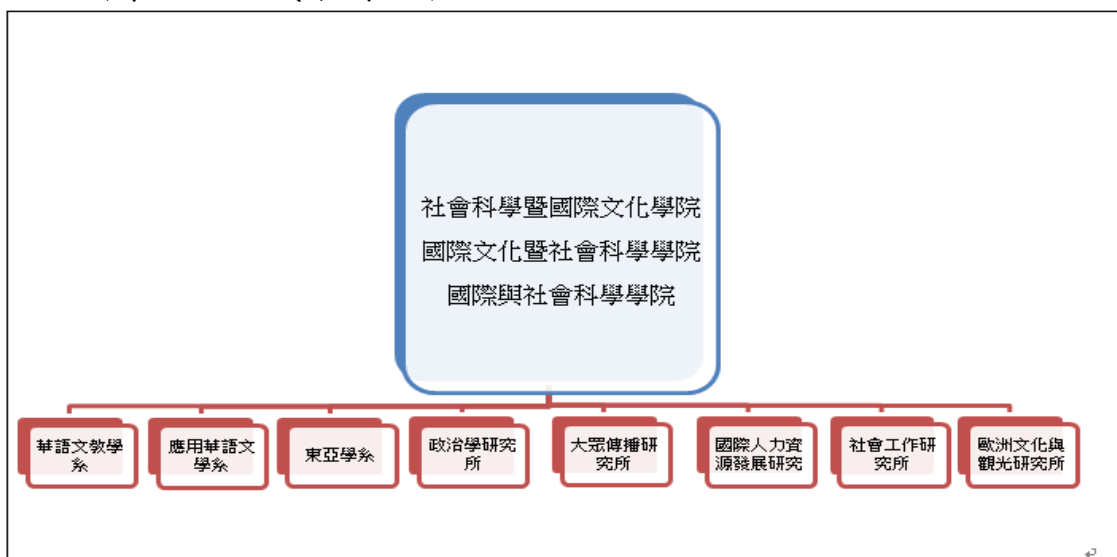 社會科學暨國際文化學院
國際文化暨社會科學學院
國際與社會科學學院
華語文教學
系
應用華語文
學系
東亞學系
政治學研究
所
大眾傳播研
究所
國際人力資
源發展研究
社會工作研
究所
歐洲文化與
觀光研究所